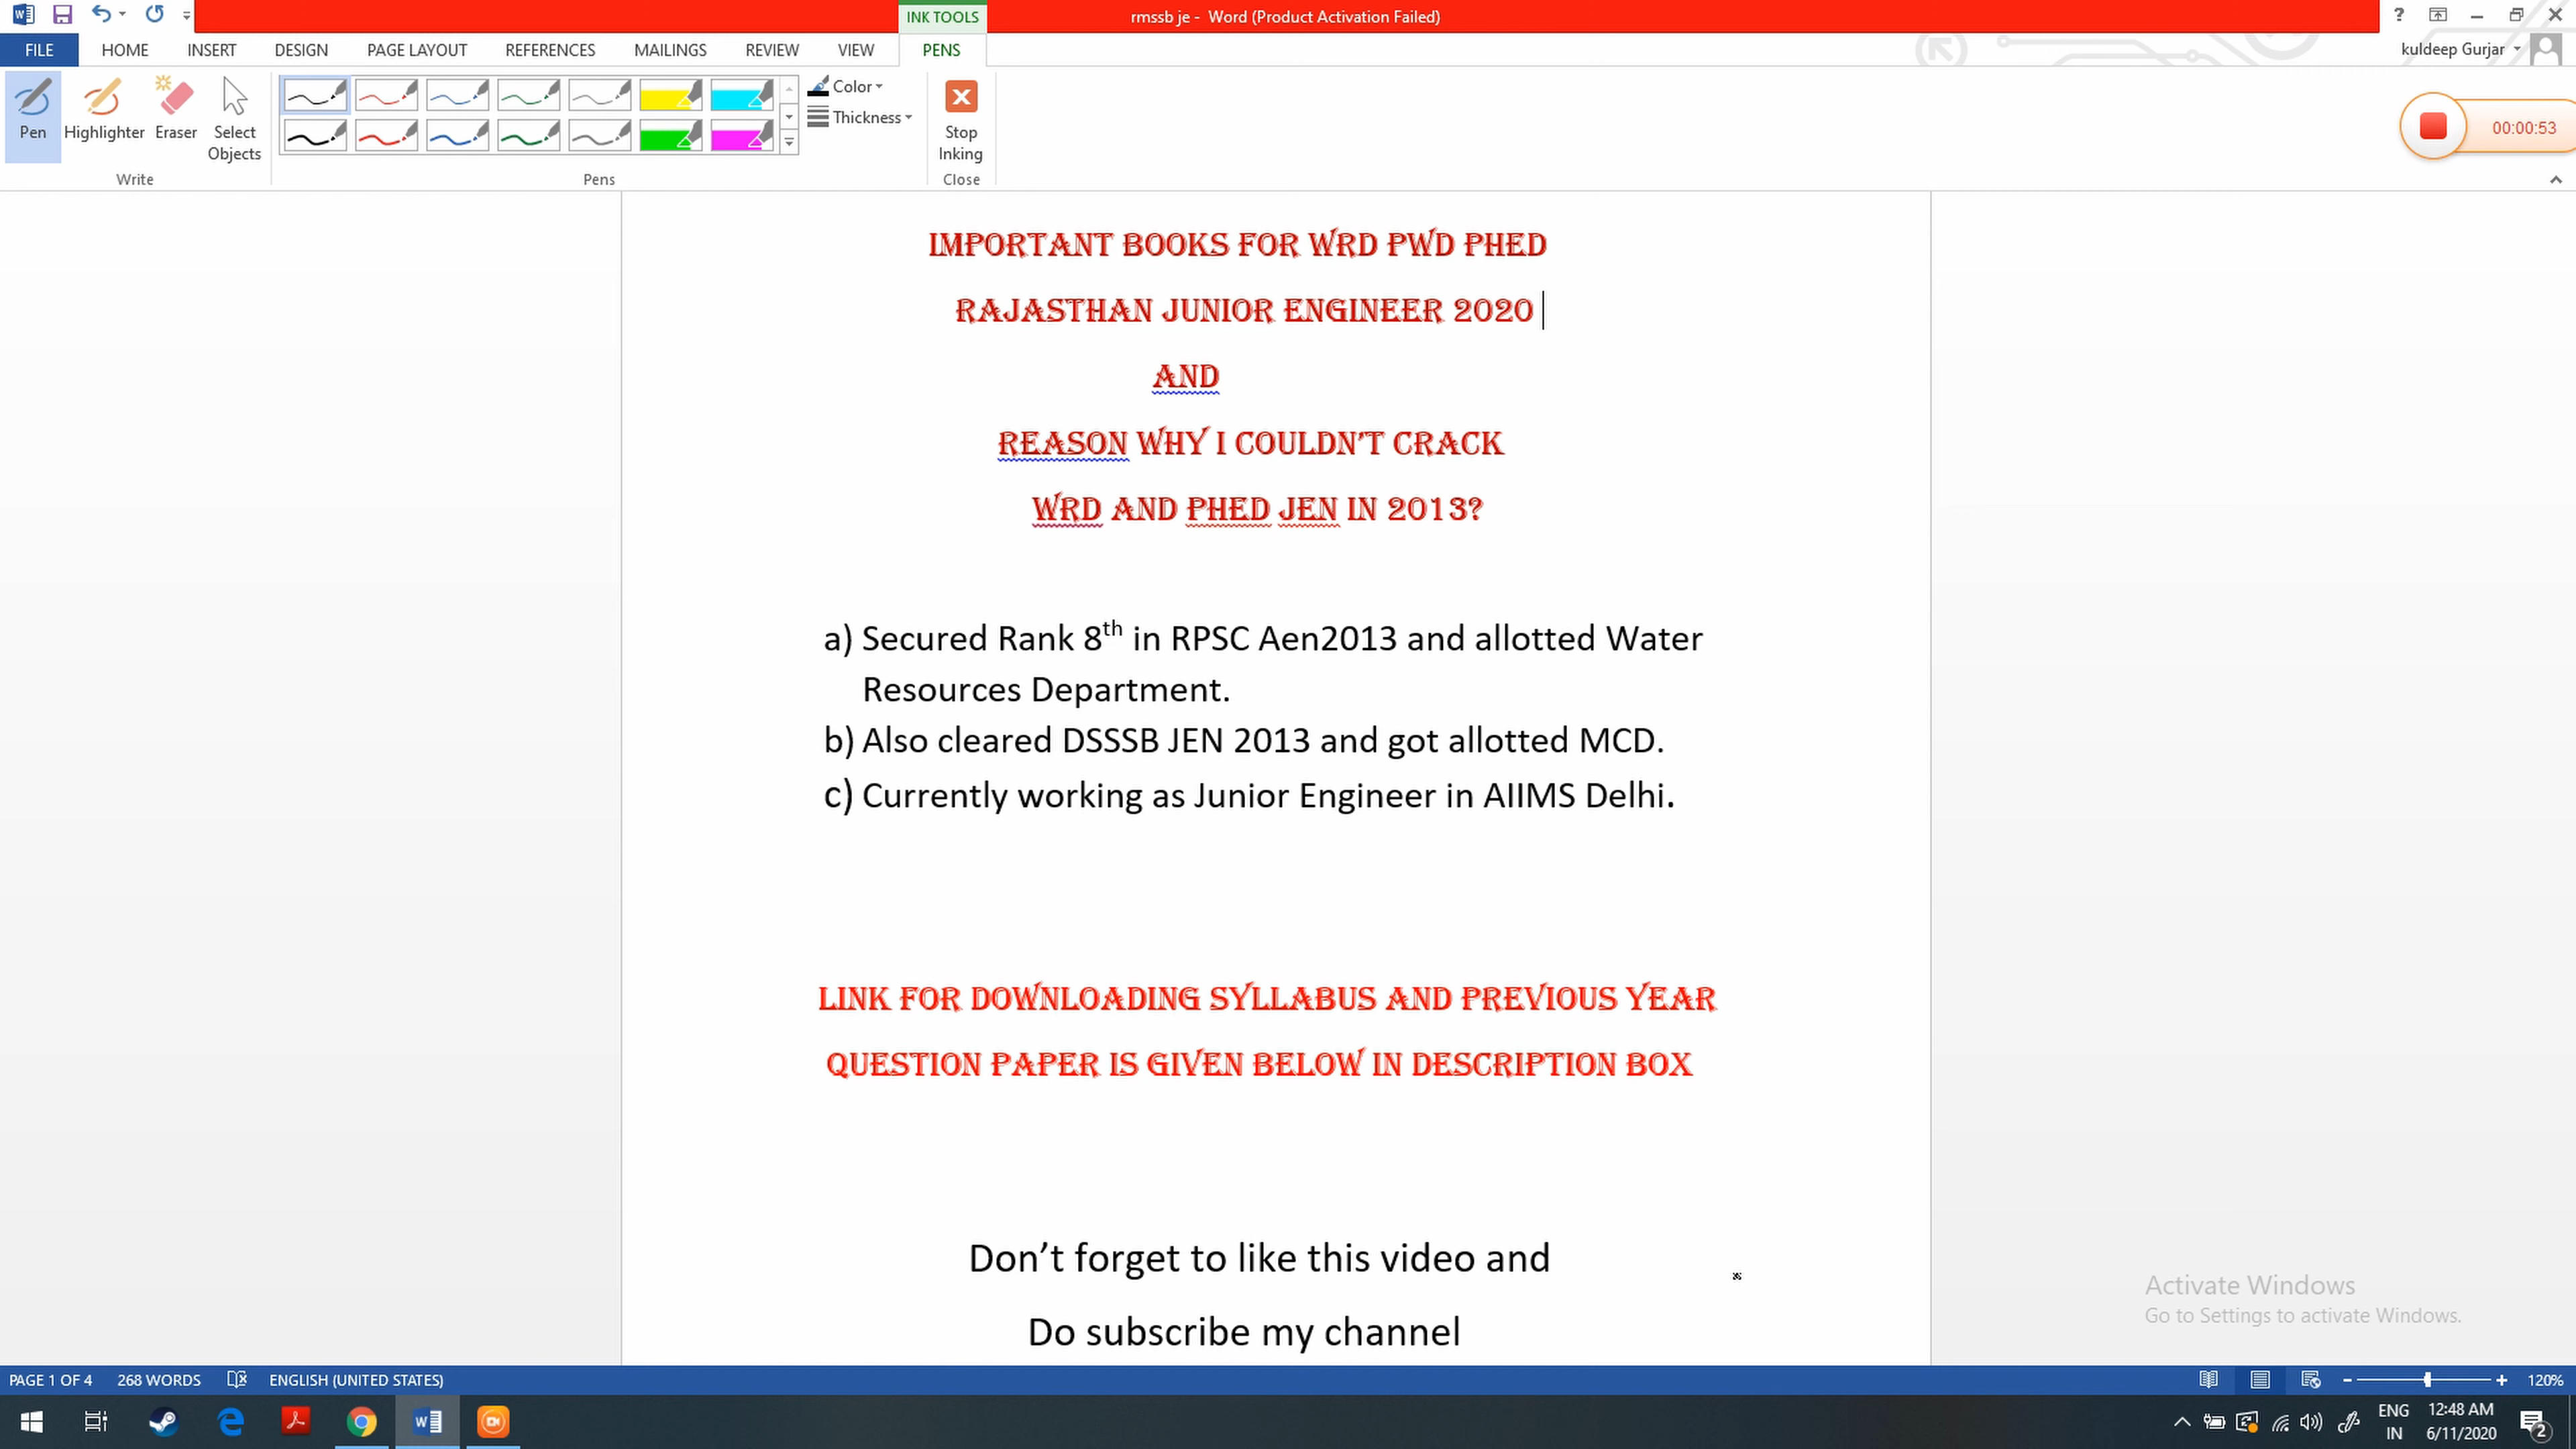 INK TOOLS
rmssb je - Word (Product Activation Failed)
?
FILE HOME INSERT DESIGN PAGE LAYOUT REFERENCES MAILINGS REVIEW VIEW PENS
kuldeep Gurjar
Pen Highlighter Eraser Select Objects
Color
Thickness
Stop Inking
00:00:53
Write Pens Close
IMPORTANT BOOKS FOR WRD PWD PHED
RAJASTHAN JUNIOR ENGINEER 2020
AND
REASON WHY I COULDN'T CRACK
WRD AND PHED JEN IN 2013?
a) Secured Rank 8th in RPSC Aen2013 and allotted Water
Resources Department.
b) Also cleared DSSSB JEN 2013 and got allotted MCD.
c) Currently working as Junior Engineer in AIIMS Delhi.
LINK FOR DOWNLOADING SYLLABUS AND PREVIOUS YEAR
QUESTION PAPER IS GIVEN BELOW IN DESCRIPTION BOX
Don't forget to like this video and
Do subscribe my channel
Activate Windows
Go to Settings to activate Windows.
PAGE 1 OF 4 268 WORDS ENGLISH (UNITED STATES) 120%
ENG 12:48 AM
IN 6/11/2020 2